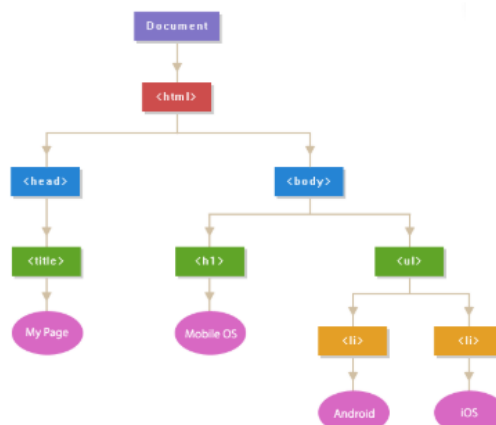 Document
<html>
<head>
<body>
<title>
<h1>
<ul>
My Page
Mobile OS
<li>
<li>
Android
iOS